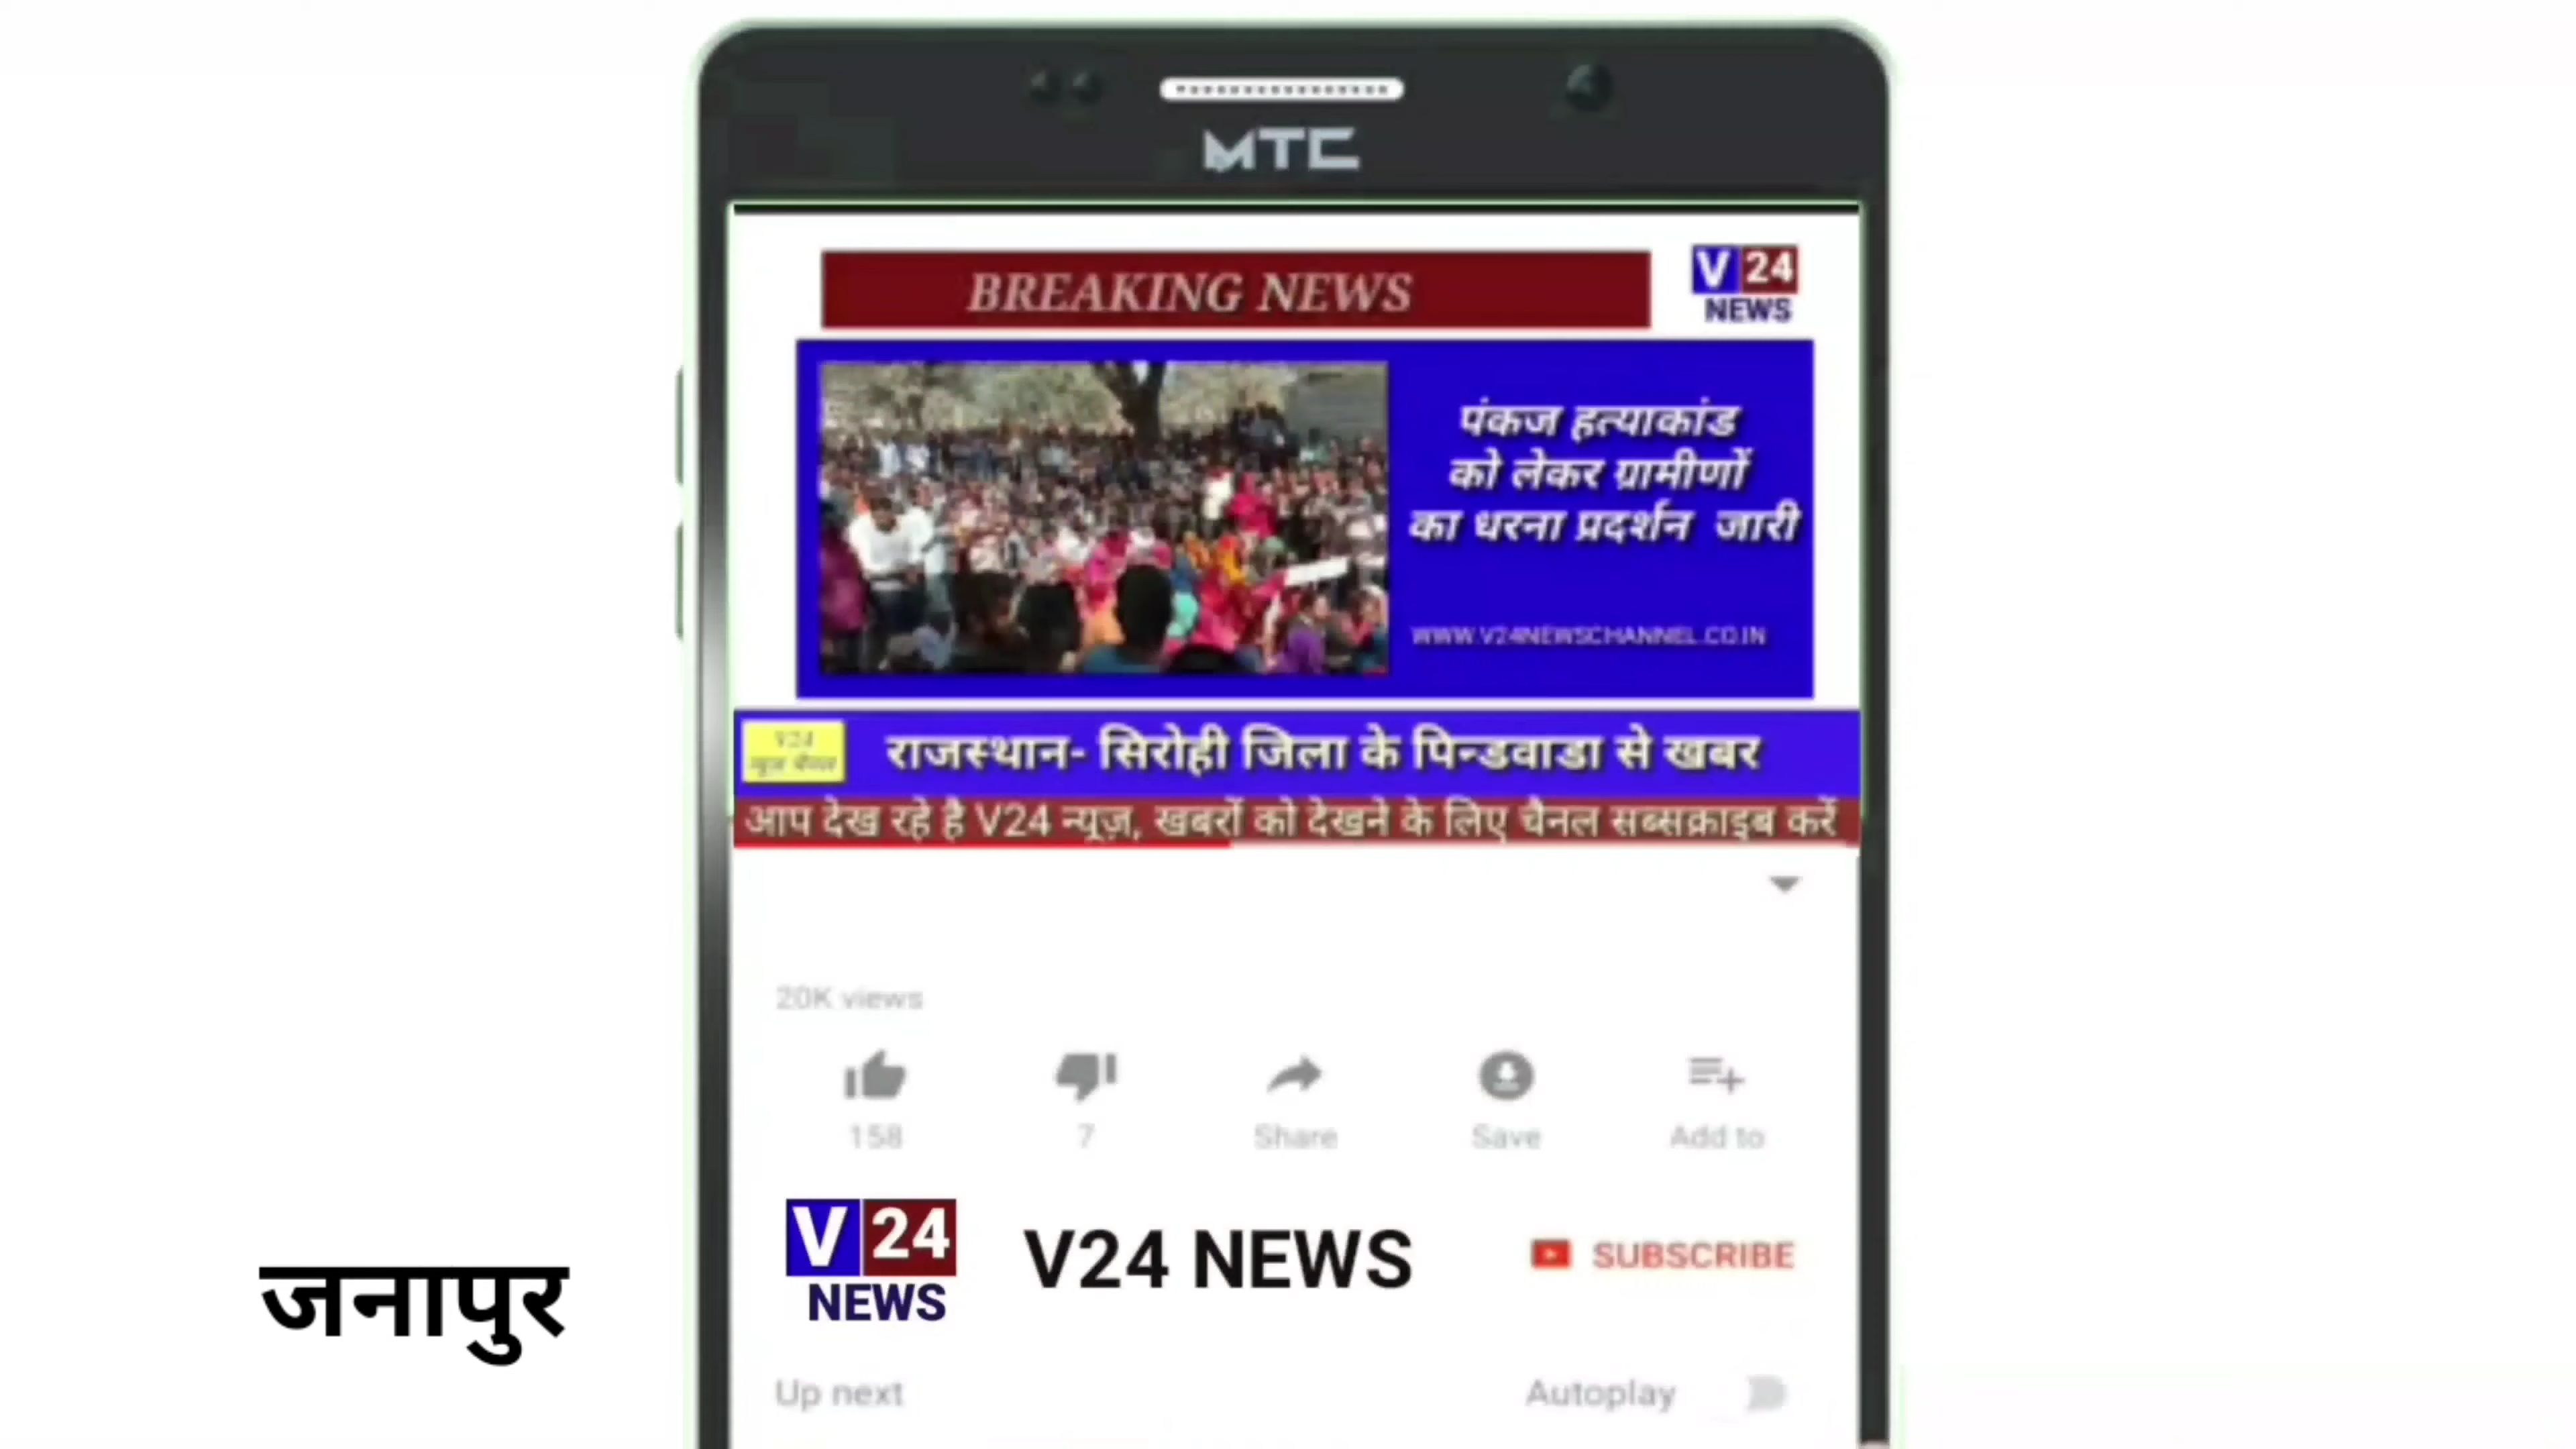 MTC
BREAKING NEWS
V 24
NEWS
पंकज हत्याकांड
को लेकर ग्रामीणों
का धरना प्रदर्शन जारी
WWW.V24NEWSCHANNEL.CO.IN
V24
न्यूज़ चैनल
राजस्थान- सिरोही जिला के पिन्डवाडा से खबर
आप देख रहे है V24 न्यूज़, खबरों को देखने के लिए चैनल सब्सक्राइब करें
20K views
158 7 Share Save Add to
V 24
NEWS
V24 NEWS
SUBSCRIBE
जनापुर
Up next Autoplay